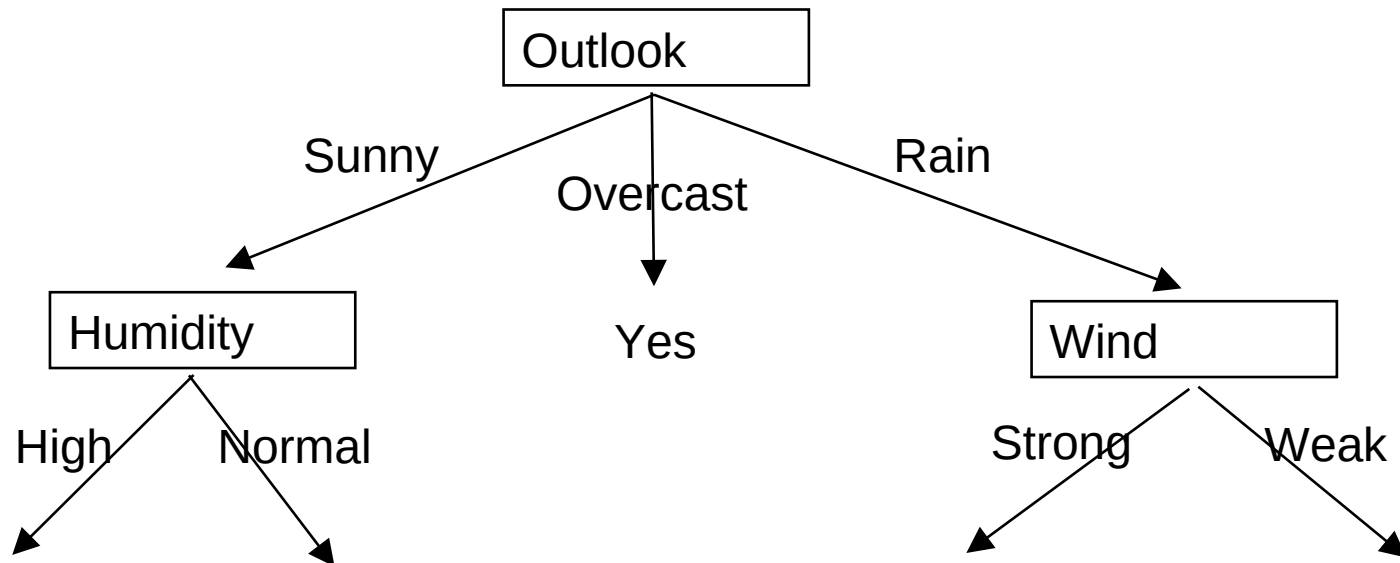 Outlook
Sunny
Rain
Overcast
Humidity
Yes
Wind
High
Normal
Strong
Weak